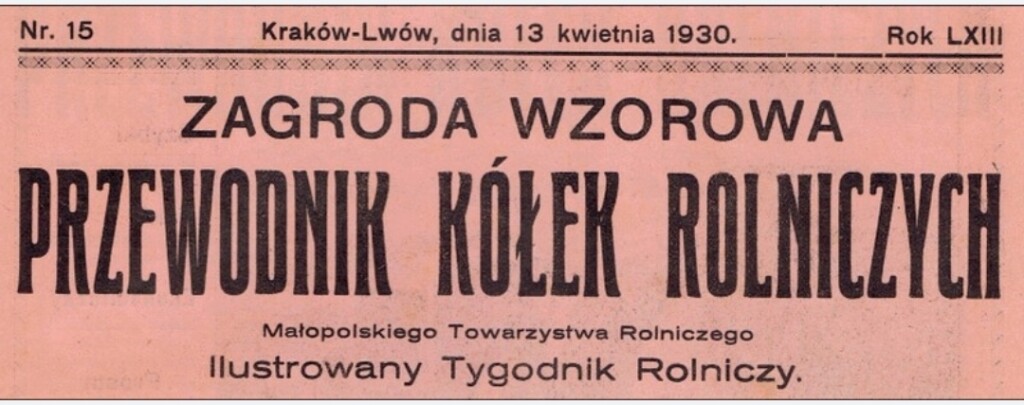 Nr. 15 Kraków-Lwów, dnia 13 kwietnia 1930. Rok LXIII
ZAGRODA WZOROWA
PRZEWODNIK KÓŁEK ROLNICZYCH
Małopolskiego Towarzystwa Rolniczego
Ilustrowany Tygodnik Rolniczy.